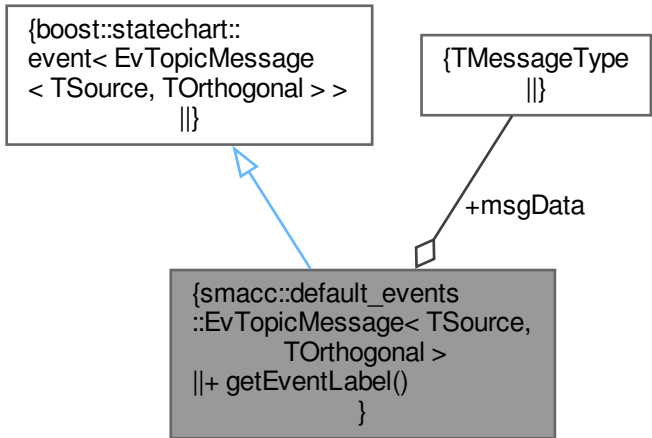 {boost::statechart::
event< EvTopicMessage
< TSource, TOrthogonal > >
||}
{TMessageType
||}
+msgData
{smacc::default_events
::EvTopicMessage< TSource,
TOrthogonal >
||+ getEventLabel()
}